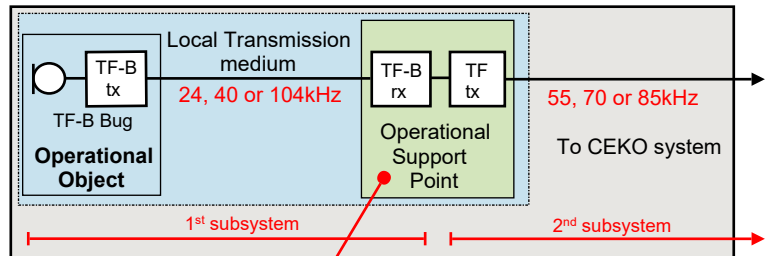 TF-B
tx
TF-B Bug
Operational
Object
Local Transmission
medium
24, 40 or 104kHz
TF-B
rx
TF
tx
Operational
Support
Point
55, 70 or 85kHz
To CEKO system
1st subsystem
2nd subsystem